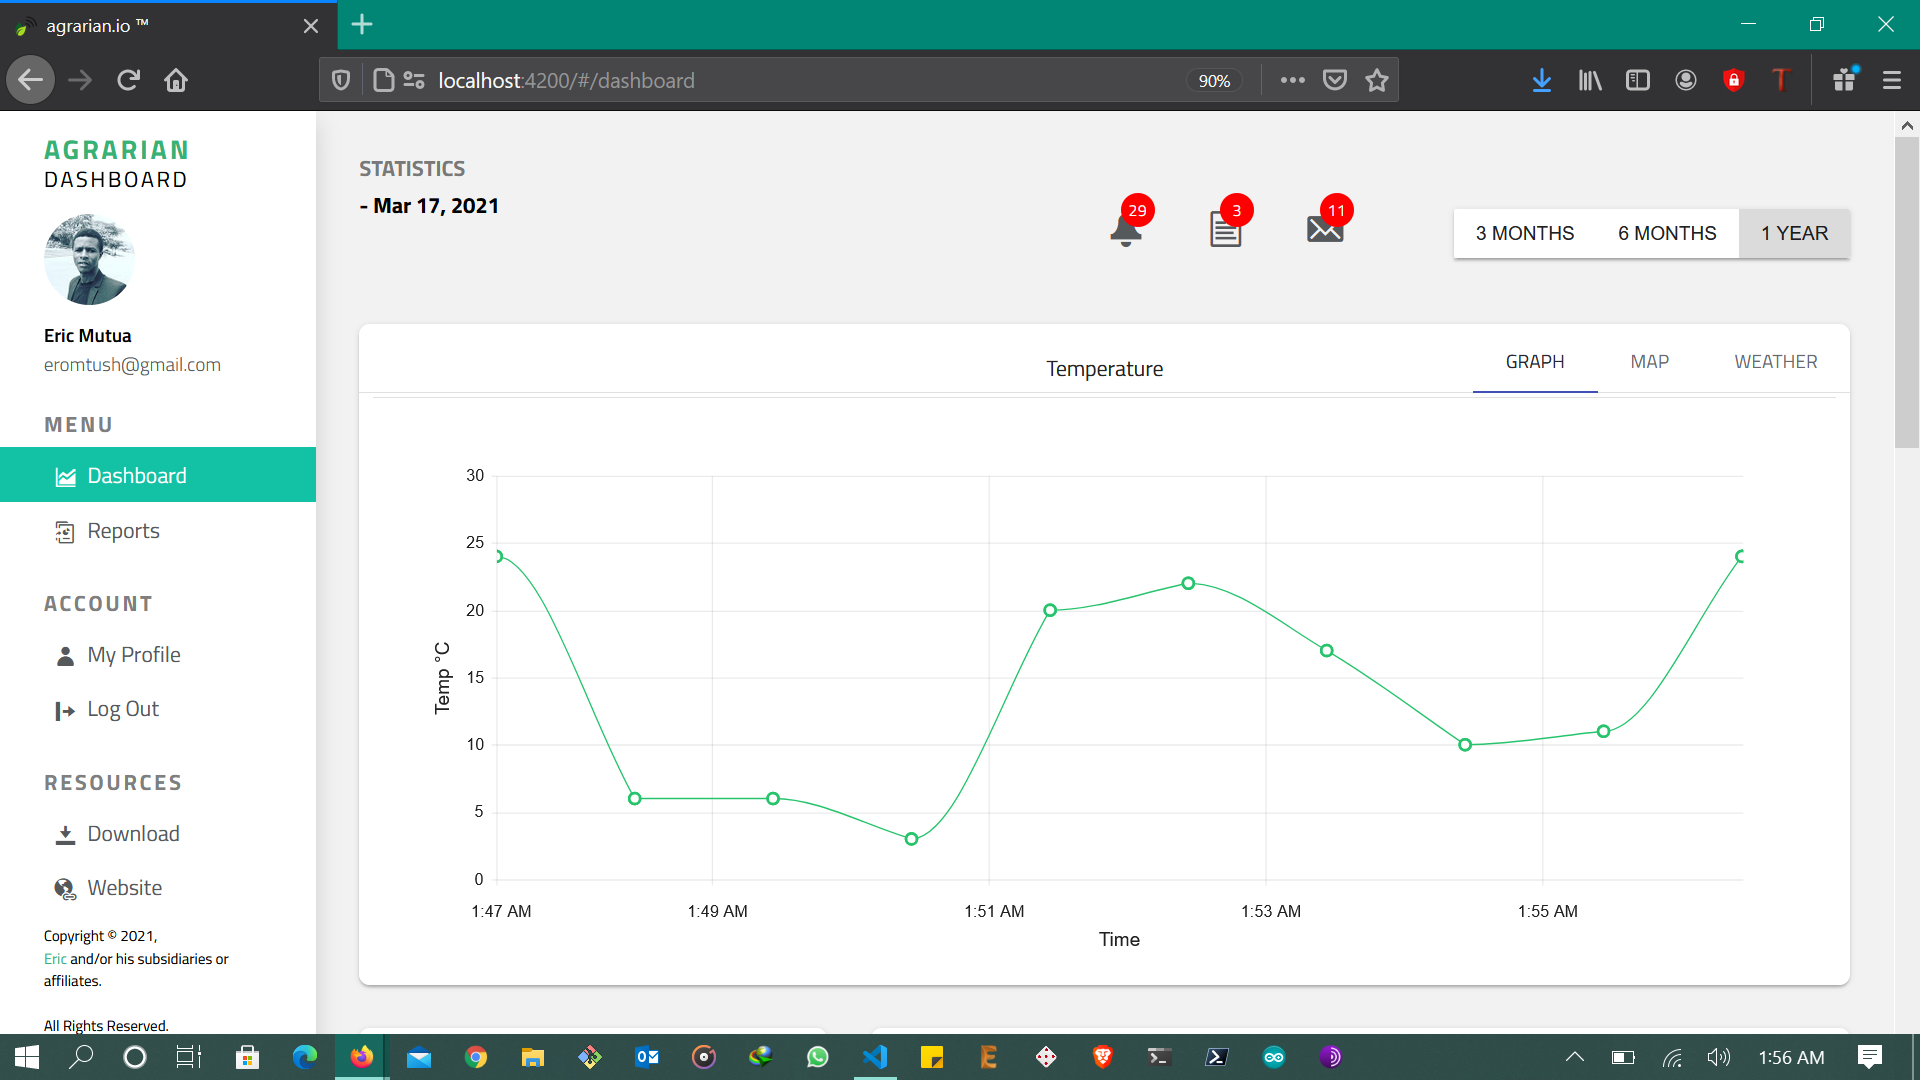 agrarian.io ™
localhost:4200/#/dashboard
90%
AGRARIAN
DASHBOARD
Eric Mutua
eromtush@gmail.com
MENU
Dashboard
Reports
ACCOUNT
My Profile
Log Out
RESOURCES
Download
Website
Copyright © 2021,
Eric and/or his subsidiaries or
affiliates.
All Rights Reserved.
STATISTICS
- Mar 17, 2021
29
3
11
3 MONTHS
6 MONTHS
1 YEAR
Temperature
GRAPH
MAP
WEATHER
30
25
20
15
10
5
0
Temp °C
1:47 AM
1:49 AM
1:51 AM
1:53 AM
1:55 AM
Time
1:56 AM